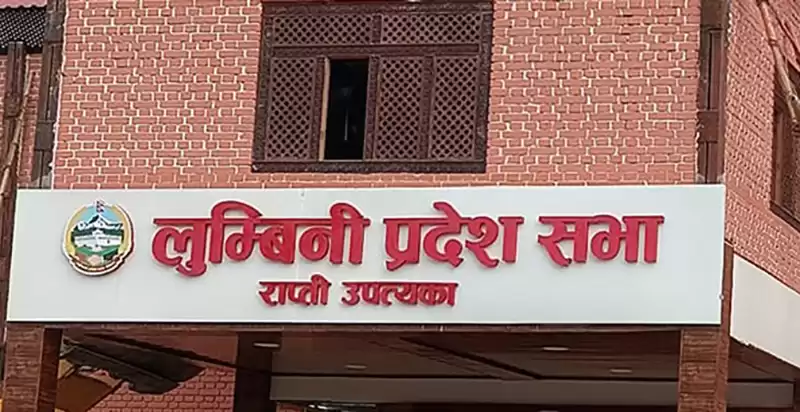 लुम्बिनी प्रदेश सभा
राप्ती उपत्यका